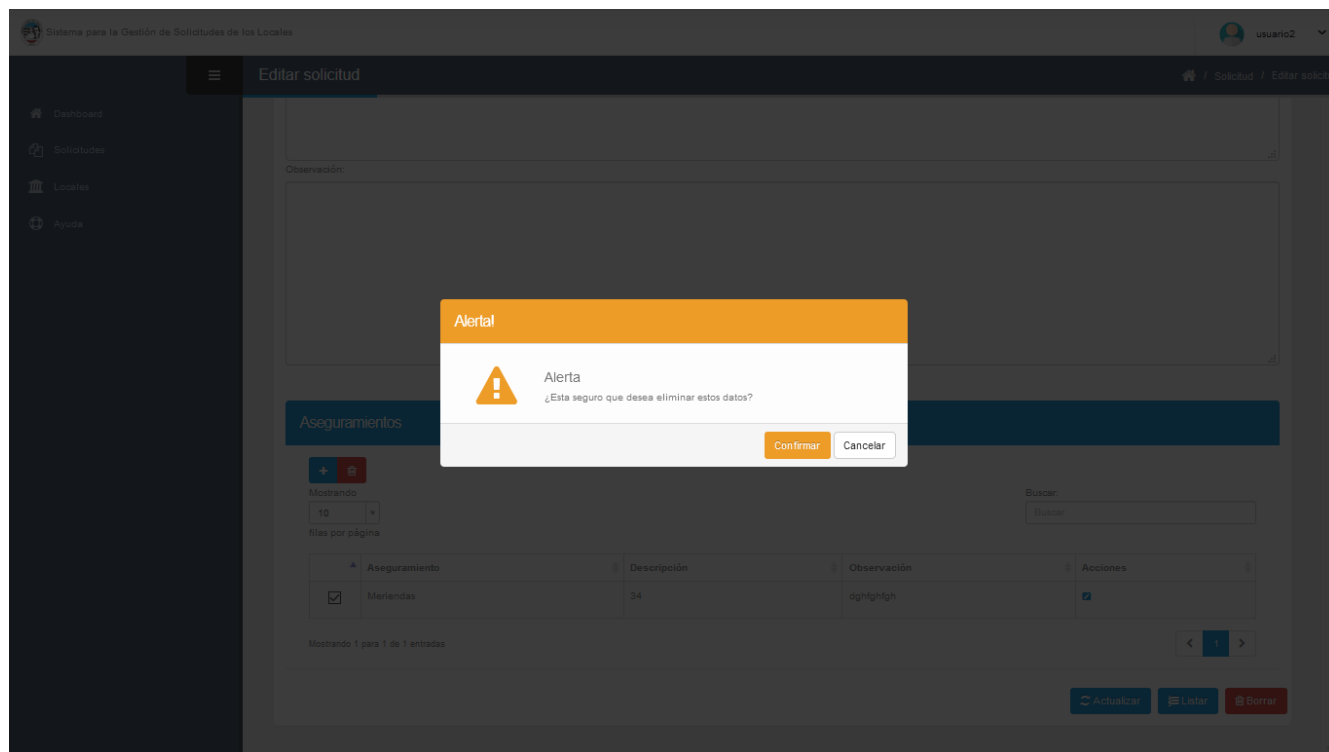 Sistema para la Gestión de Solicitudes de los Locales
usuario2
Editar solicitud
/ Solicitud / Editar solicit
Dashboard
Solicitudes
Locales
Ayuda
Observación:
Alerta!
Alerta
¿Esta seguro que desea eliminar estos datos?
Confirmar Cancelar
Aseguramientos
Mostrando
10
filas por página
Buscar:
Buscar
Aseguramiento Descripción Observación Acciones
Meriendas 34 dghfghfgh
Mostrando 1 para 1 de 1 entradas
1
Actualizar Listar Borrar